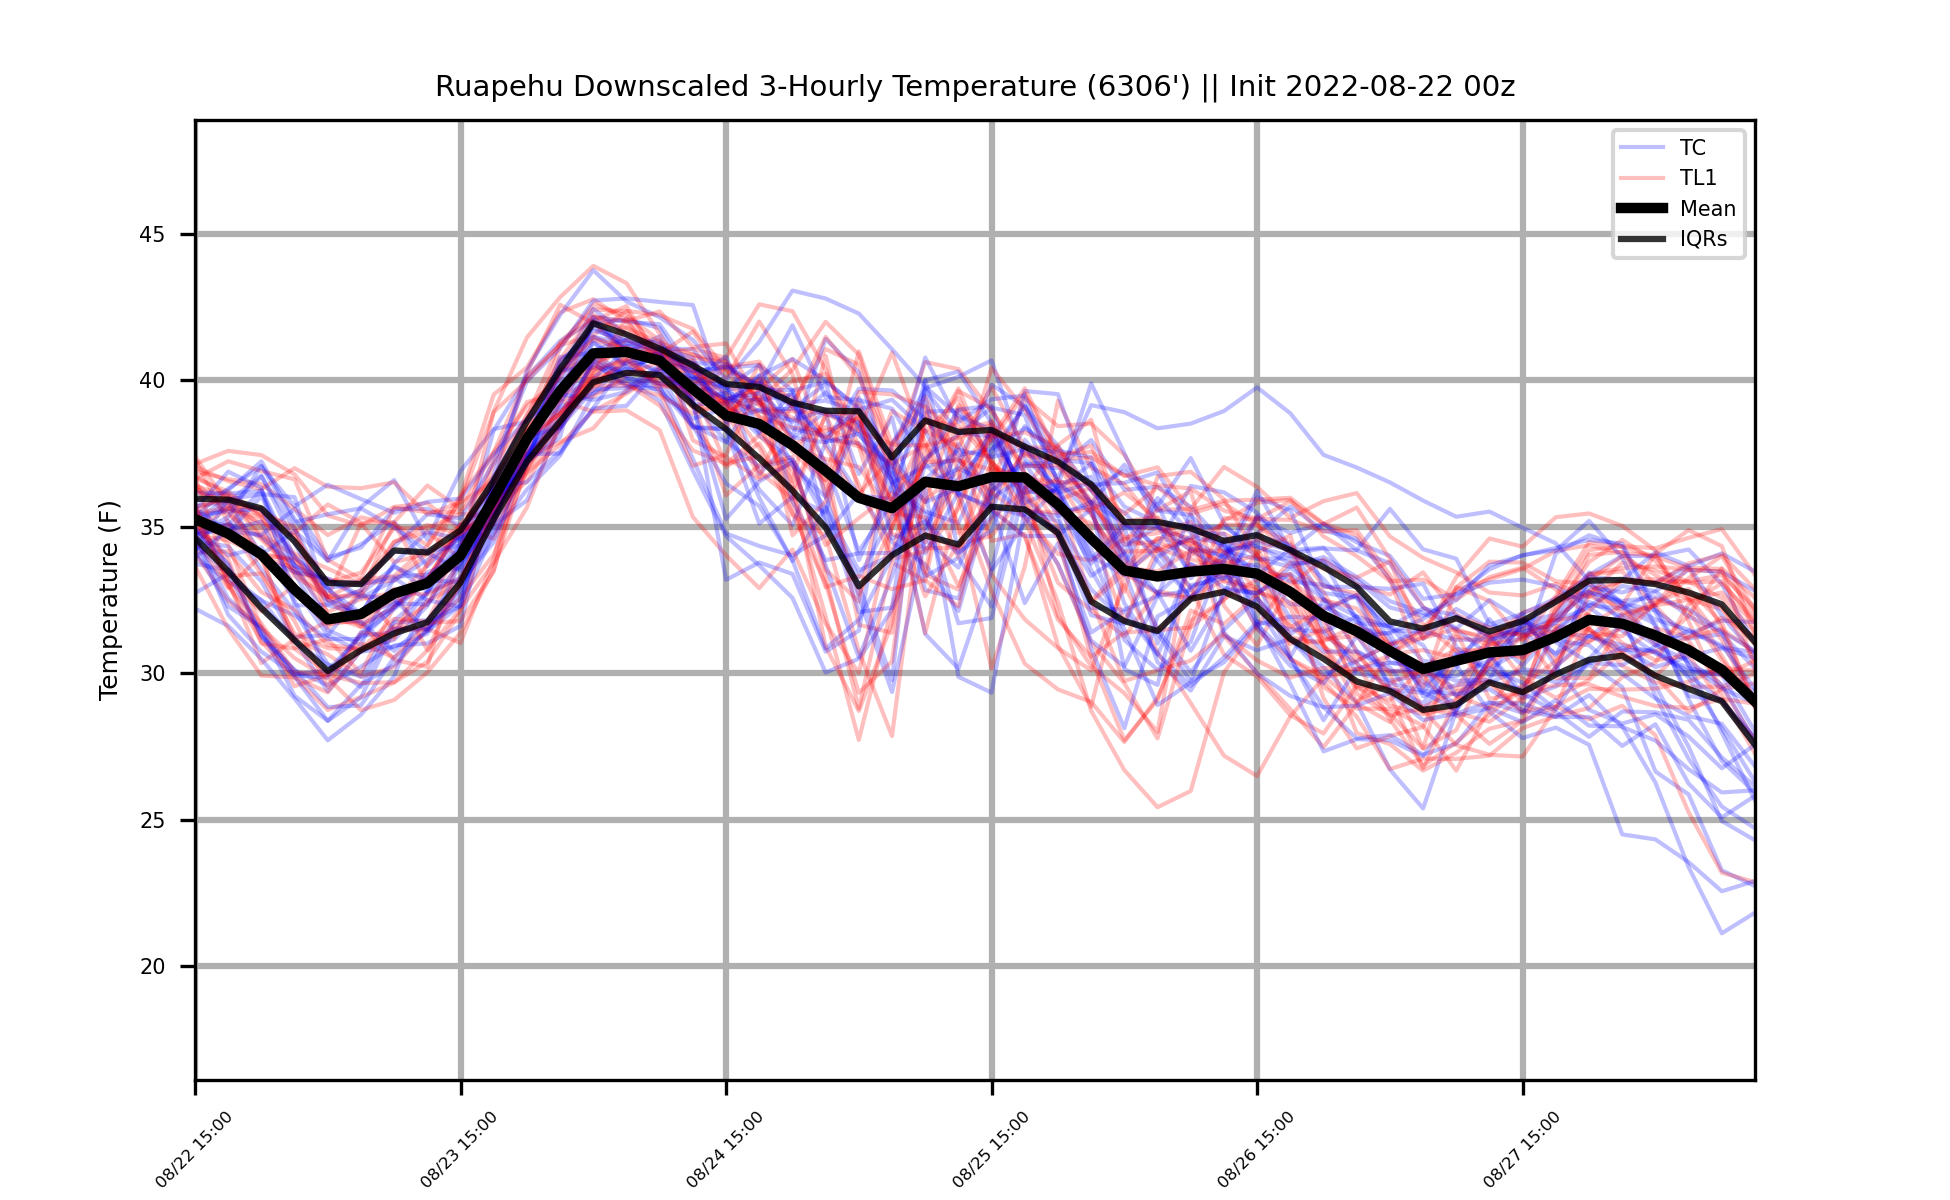 Ruapehu Downscaled 3-Hourly Temperature (6306') || Init 2022-08-22 00z
TC
TL1
Mean
IQRs
Temperature (F)
45
40
35
30
25
20
08/22 15:00
08/23 15:00
08/24 15:00
08/25 15:00
08/26 15:00
08/27 15:00